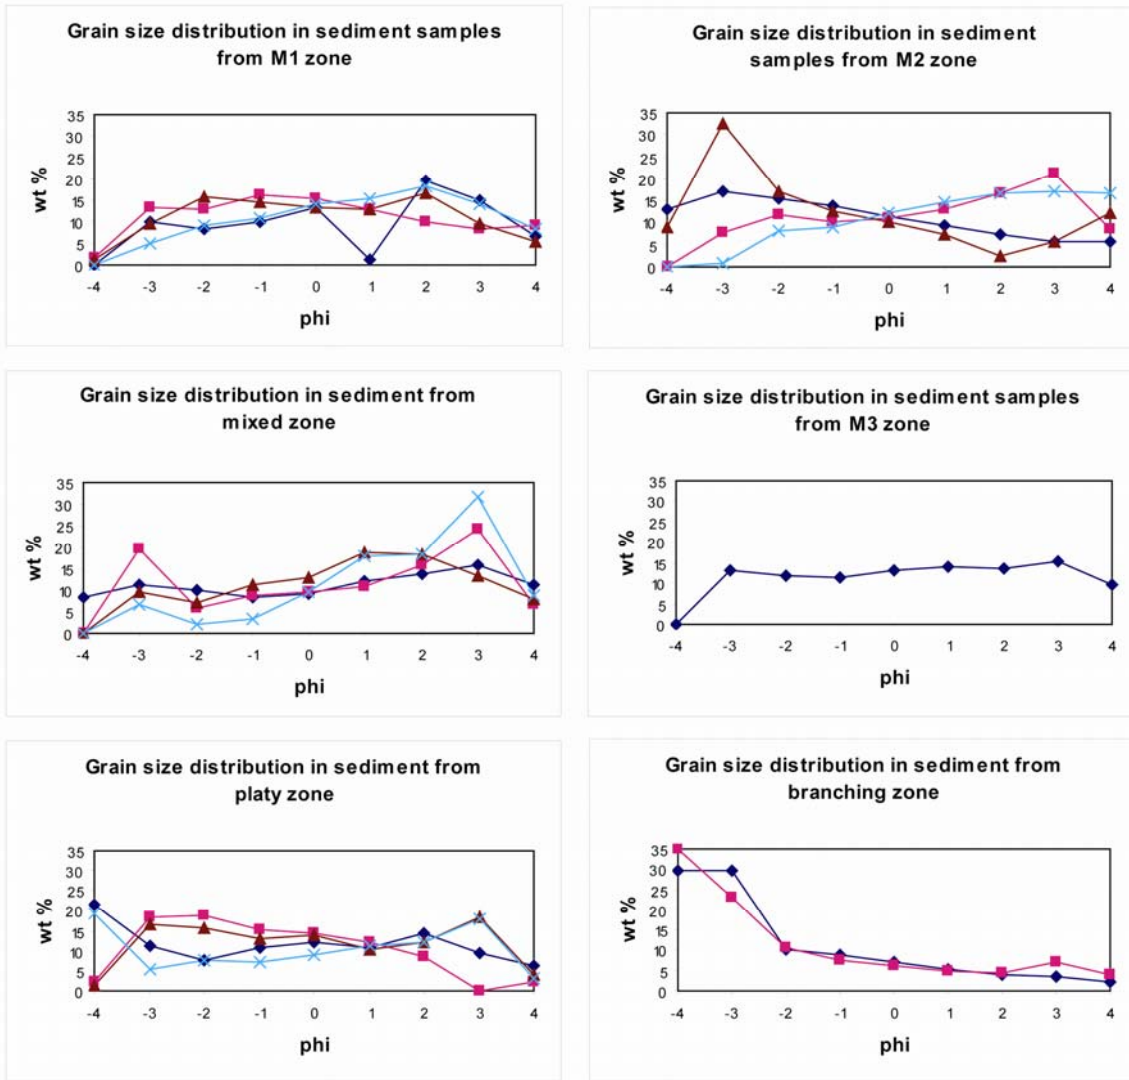 Grain size distribution in sediment samples
from M1 zone
35
30
25
20
15
10
5
0
wt %
-4 -3 -2 -1 0 1 2 3 4
phi
Grain size distribution in sediment
samples from M2 zone
35
30
25
20
15
10
5
0
wt %
-4 -3 -2 -1 0 1 2 3 4
phi
Grain size distribution in sediment from
mixed zone
35
30
25
20
15
10
5
0
wt %
-4 -3 -2 -1 0 1 2 3 4
phi
Grain size distribution in sediment samples
from M3 zone
35
30
25
20
15
10
5
0
wt %
-4 -3 -2 -1 0 1 2 3 4
phi
Grain size distribution in sediment from
platy zone
35
30
25
20
15
10
5
0
wt %
-4 -3 -2 -1 0 1 2 3 4
phi
Grain size distribution in sediment from
branching zone
35
30
25
20
15
10
5
0
wt %
-4 -3 -2 -1 0 1 2 3 4
phi